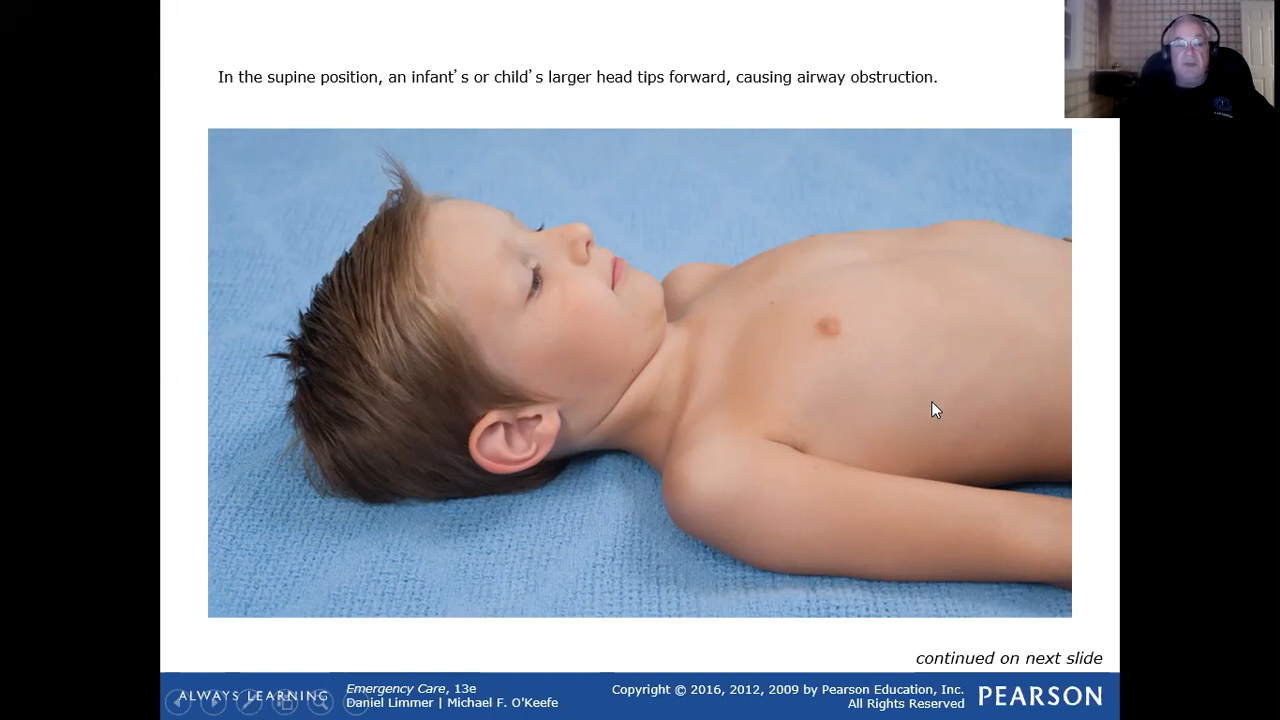 In the supine position, an infant’s or child’s larger head tips forward, causing airway obstruction.
continued on next slide
ALWAYS LEARNING
Emergency Care, 13e
Daniel Limmer | Michael F. O'Keefe
Copyright © 2016, 2012, 2009 by Pearson Education, Inc.
All Rights Reserved
PEARSON